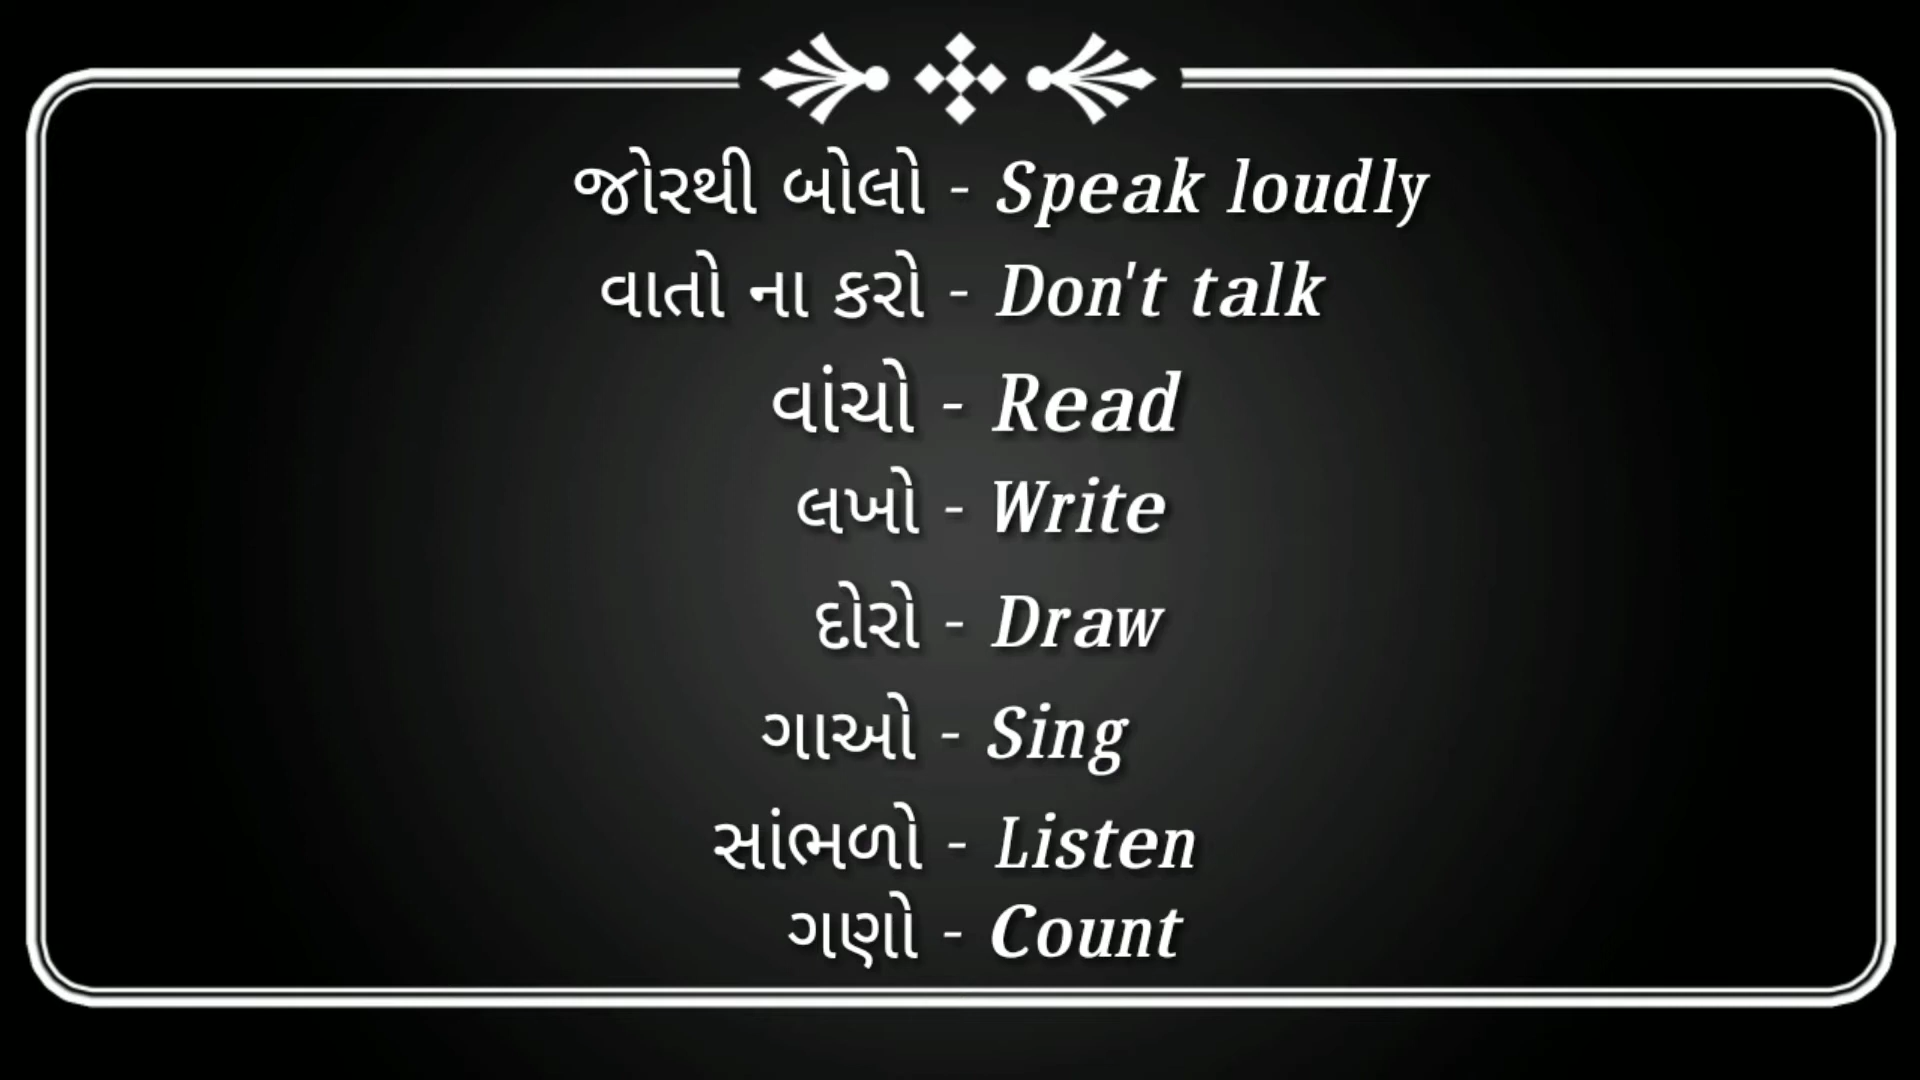 જોરથી બોલો - Speak loudly
વાતો ના કરો - Don't talk
વાંચો - Read
લખો - Write
દોરો - Draw
ગાઓ - Sing
સાંભળો - Listen
ગણો - Count